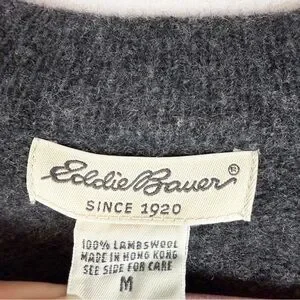 Eddie Bauer®
SINCE 1920
100% LAMBSWOOL
MADE IN HONG KONG
SEE SIDE FOR CARE
M